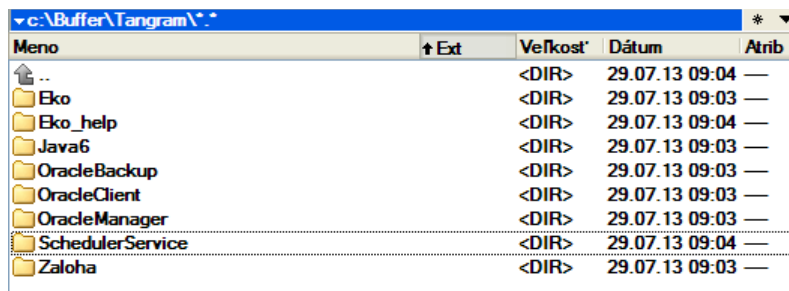 c:\Buffer\Tangram\*.* * 
Meno Ext Veľkosť Dátum Atrib
.. <DIR> 29.07.13 09:04 —
Eko <DIR> 29.07.13 09:03 —
Eko_help <DIR> 29.07.13 09:04 —
Java6 <DIR> 29.07.13 09:03 —
OracleBackup <DIR> 29.07.13 09:03 —
OracleClient <DIR> 29.07.13 09:03 —
OracleManager <DIR> 29.07.13 09:03 —
SchedulerService <DIR> 29.07.13 09:04 —
Zaloha <DIR> 29.07.13 09:03 —